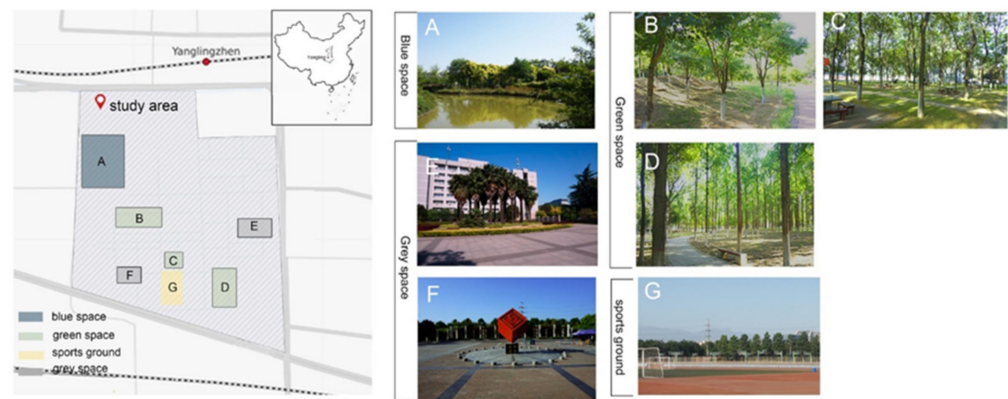 Yanglingzhen
Yangling
study area
A
B
E
C
F
G
D
blue space
green space
sports ground
grey space
Blue space
A
Green space
B
C
D
Grey space
E
F
sports ground
G